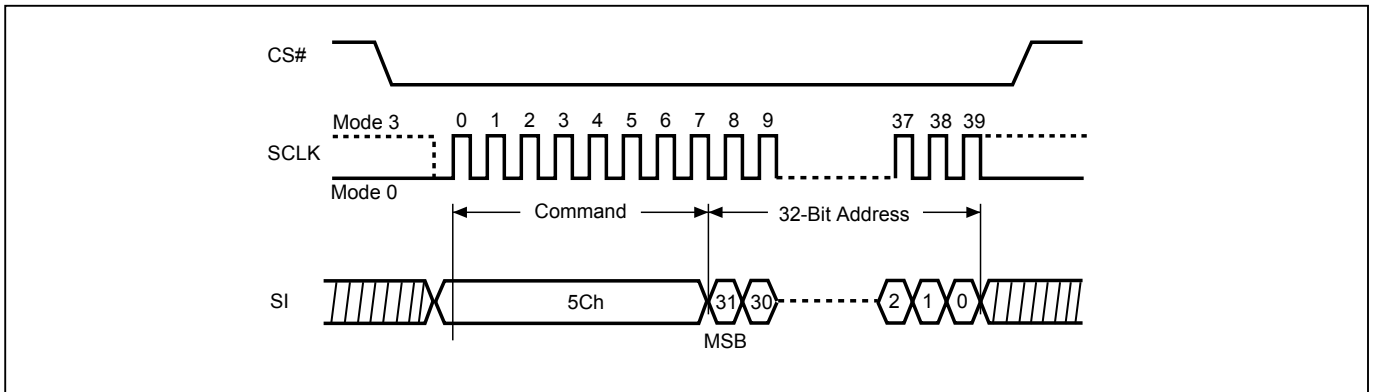 CS#
Mode 3
0 1 2 3 4 5 6 7 8 9 37 38 39
SCLK
Mode 0
Command 32-Bit Address
SI 5Ch 31 30 2 1 0
MSB